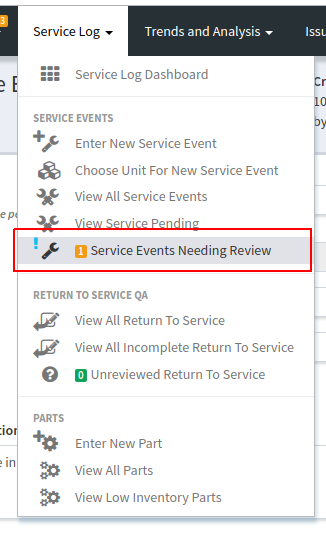 3
Service Log
Trends and Analysis
Issu
Service Log Dashboard
Cr
10
by
SERVICE EVENTS
Enter New Service Event
Choose Unit For New Service Event
View All Service Events
View Service Pending
1 Service Events Needing Review
RETURN TO SERVICE QA
View All Return To Service
View All Incomplete Return To Service
0 Unreviewed Return To Service
PARTS
tion
Enter New Part
e in
View All Parts
View Low Inventory Parts